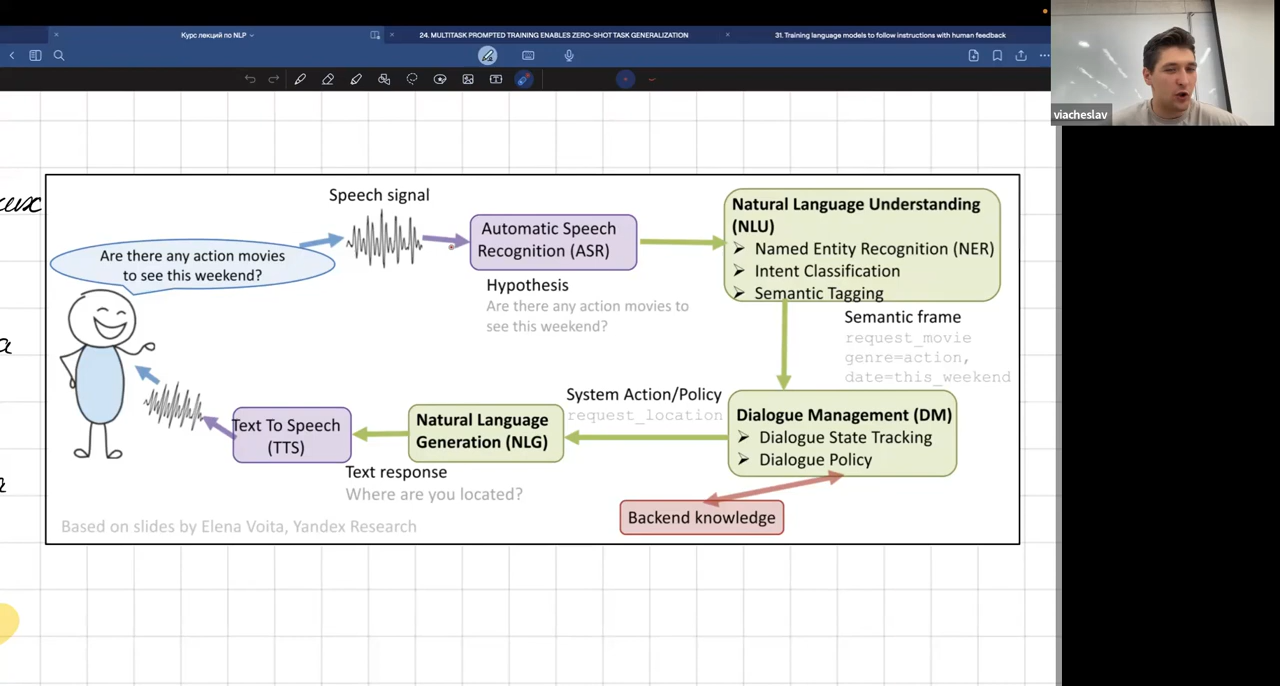 Курс лекций по NLP
24. MULTITASK PROMPTED TRAINING ENABLES ZERO-SHOT TASK GENERALIZATION
31. Training language models to follow instructions with human feedback
viacheslav
Speech signal
Are there any action movies
to see this weekend?
Automatic Speech
Recognition (ASR)
Hypothesis
Are there any action movies to
see this weekend?
Natural Language Understanding
(NLU)
Named Entity Recognition (NER)
Intent Classification
Semantic Tagging
Semantic frame
request_movie
genre=action,
date=this_weekend
System Action/Policy
request_location
Dialogue Management (DM)
Dialogue State Tracking
Dialogue Policy
Natural Language
Generation (NLG)
Text To Speech
(TTS)
Text response
Where are you located?
Backend knowledge
Based on slides by Elena Voita, Yandex Research